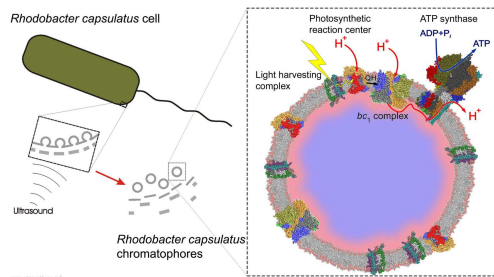 Rhodobacter capsulatus cell
Ultrasound
Rhodobacter capsulatus
chromatophores
Photosynthetic
reaction center
H+
H+
Light harvesting
complex
QH2
bc1 complex
ATP synthase
ADP+Pi
ATP
H+